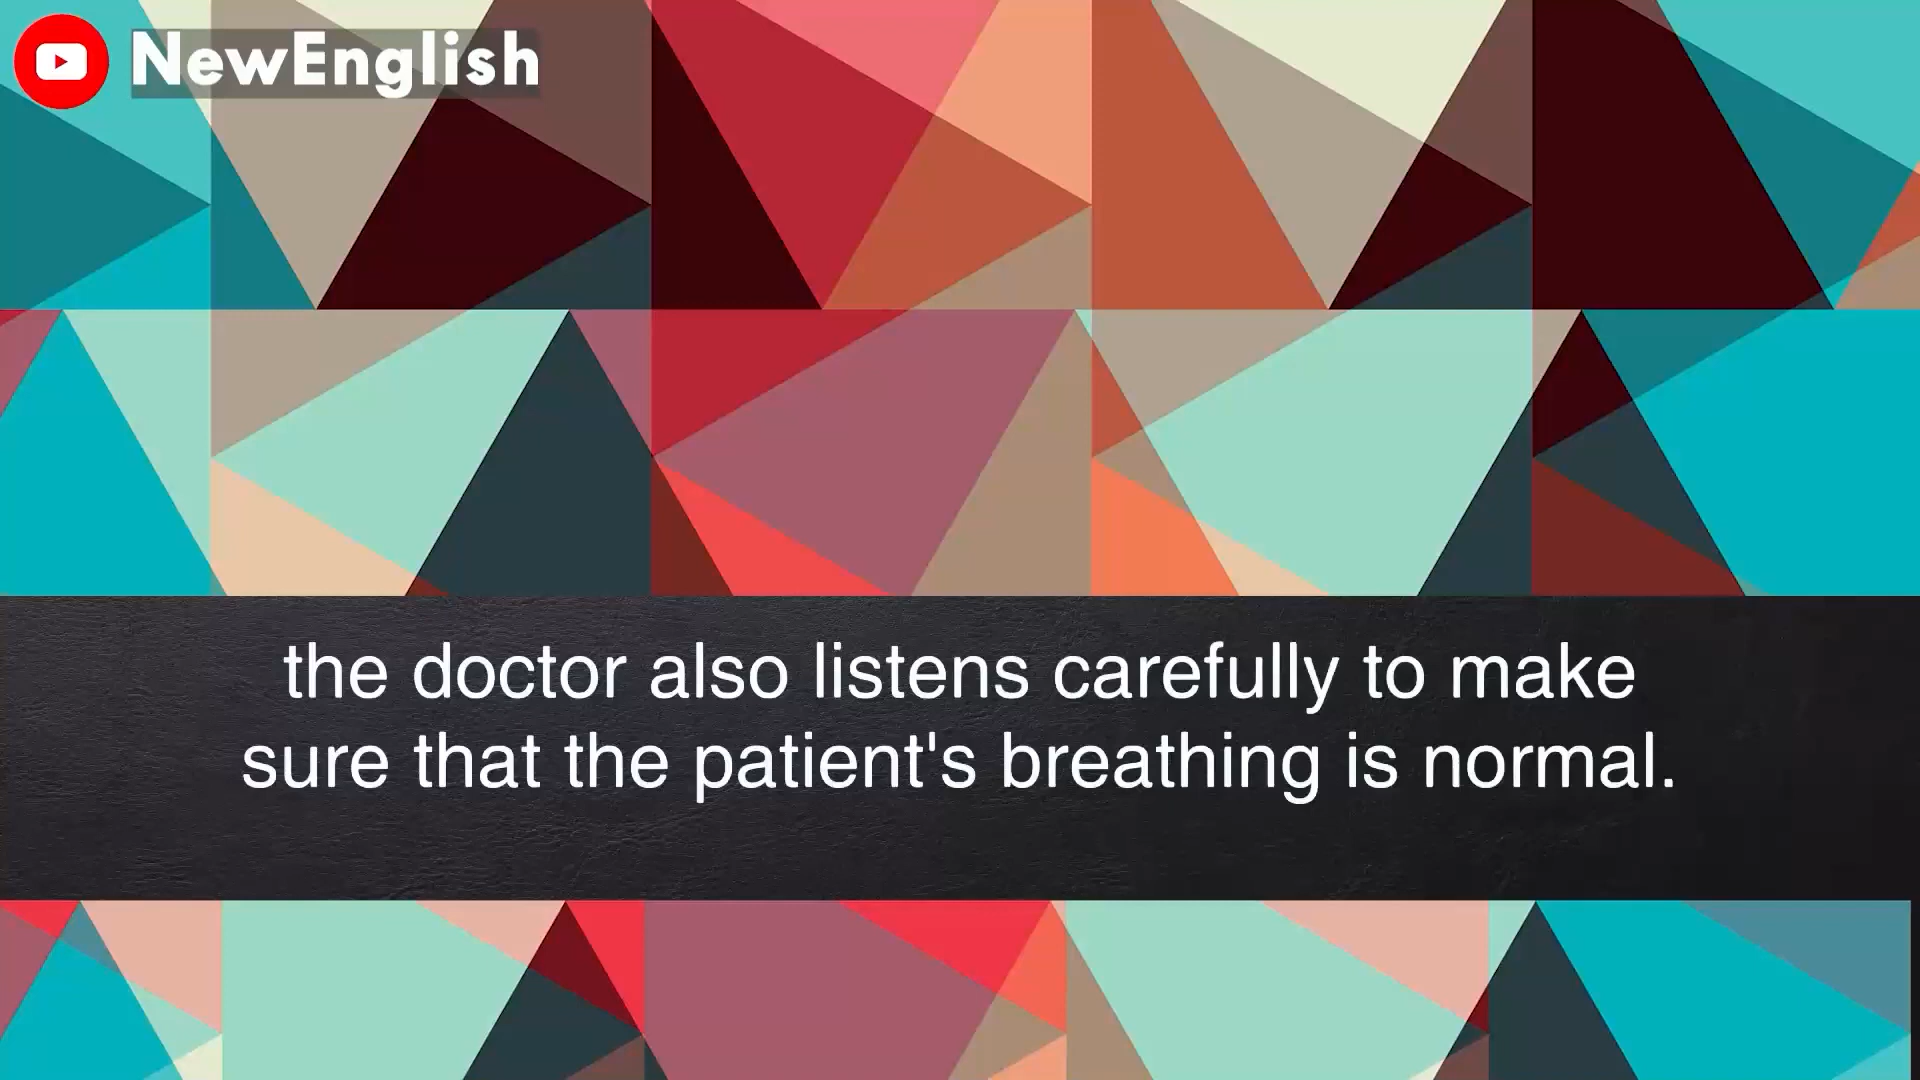 NewEnglish
the doctor also listens carefully to make
sure that the patient's breathing is normal.